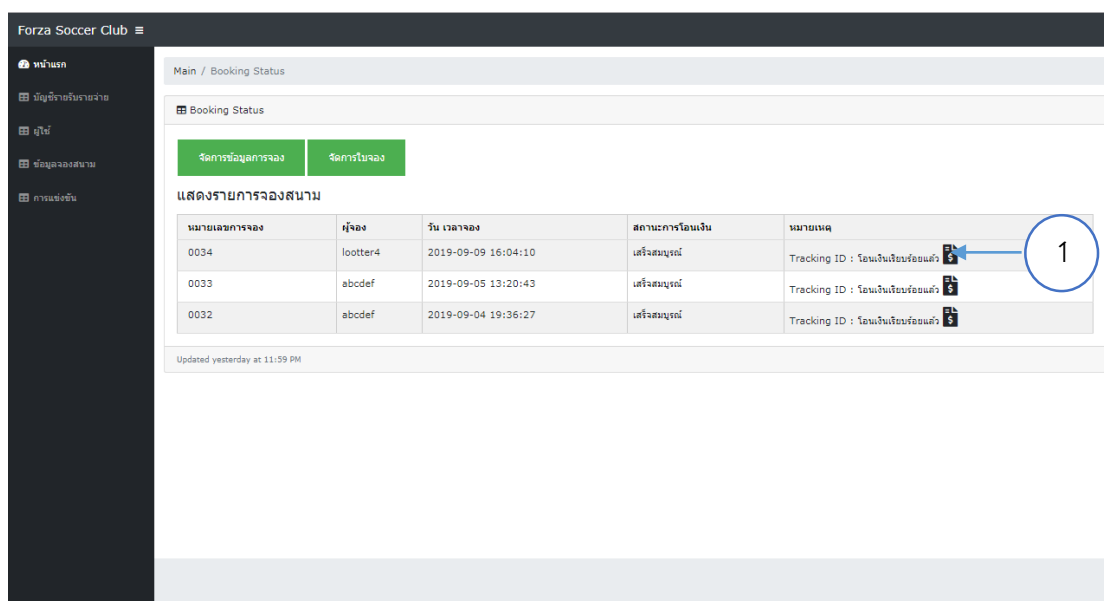 Forza Soccer Club
หน้าแรก
บัญชีรายรับรายจ่าย
ผู้ใช้
ข้อมูลจองสนาม
การแข่งขัน
Main / Booking Status
Booking Status
จัดการข้อมูลการจอง จัดการใบจอง
แสดงรายการจองสนาม
หมายเลขการจอง ผู้จอง วัน เวลาจอง สถานะการโอนเงิน หมายเหตุ
0034 lootter4 2019-09-09 16:04:10 เสร็จสมบูรณ์ Tracking ID : โอนเงินเรียบร้อยแล้ว
0033 abcdef 2019-09-05 13:20:43 เสร็จสมบูรณ์ Tracking ID : โอนเงินเรียบร้อยแล้ว
0032 abcdef 2019-09-04 19:36:27 เสร็จสมบูรณ์ Tracking ID : โอนเงินเรียบร้อยแล้ว
1
Updated yesterday at 11:59 PM